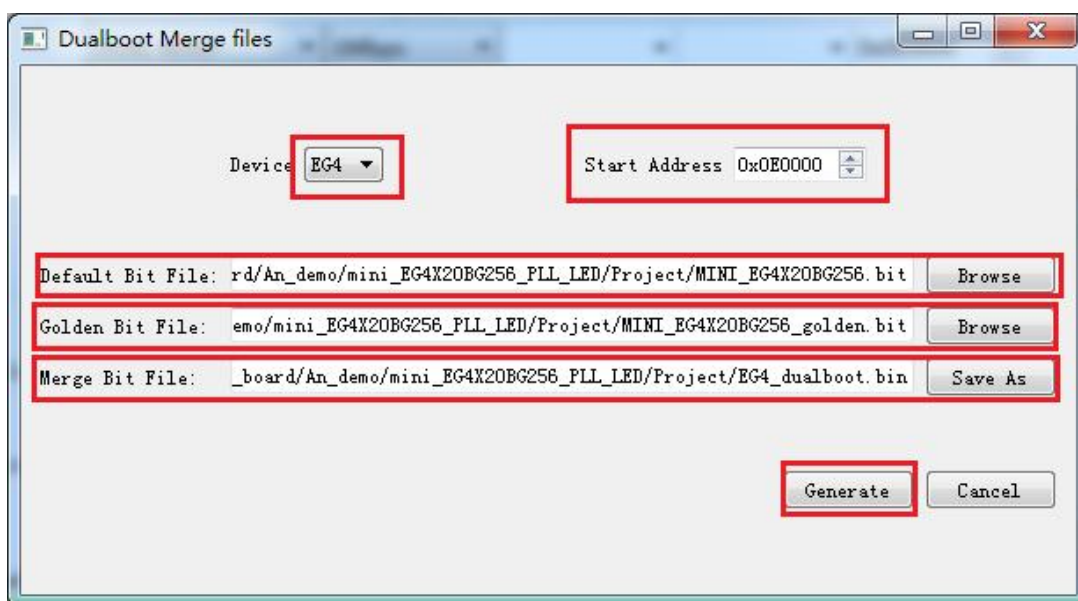 Dualboot Merge files
Device EG4 Start Address 0x0E0000
Default Bit File: rd/An_demo/mini_EG4X20BG256_PLL_LED/Project/MINI_EG4X20BG256.bit Browse
Golden Bit File: emo/mini_EG4X20BG256_PLL_LED/Project/MINI_EG4X20BG256_golden.bit Browse
Merge Bit File: _board/An_demo/mini_EG4X20BG256_PLL_LED/Project/EG4_dualboot.bin Save As
Generate Cancel